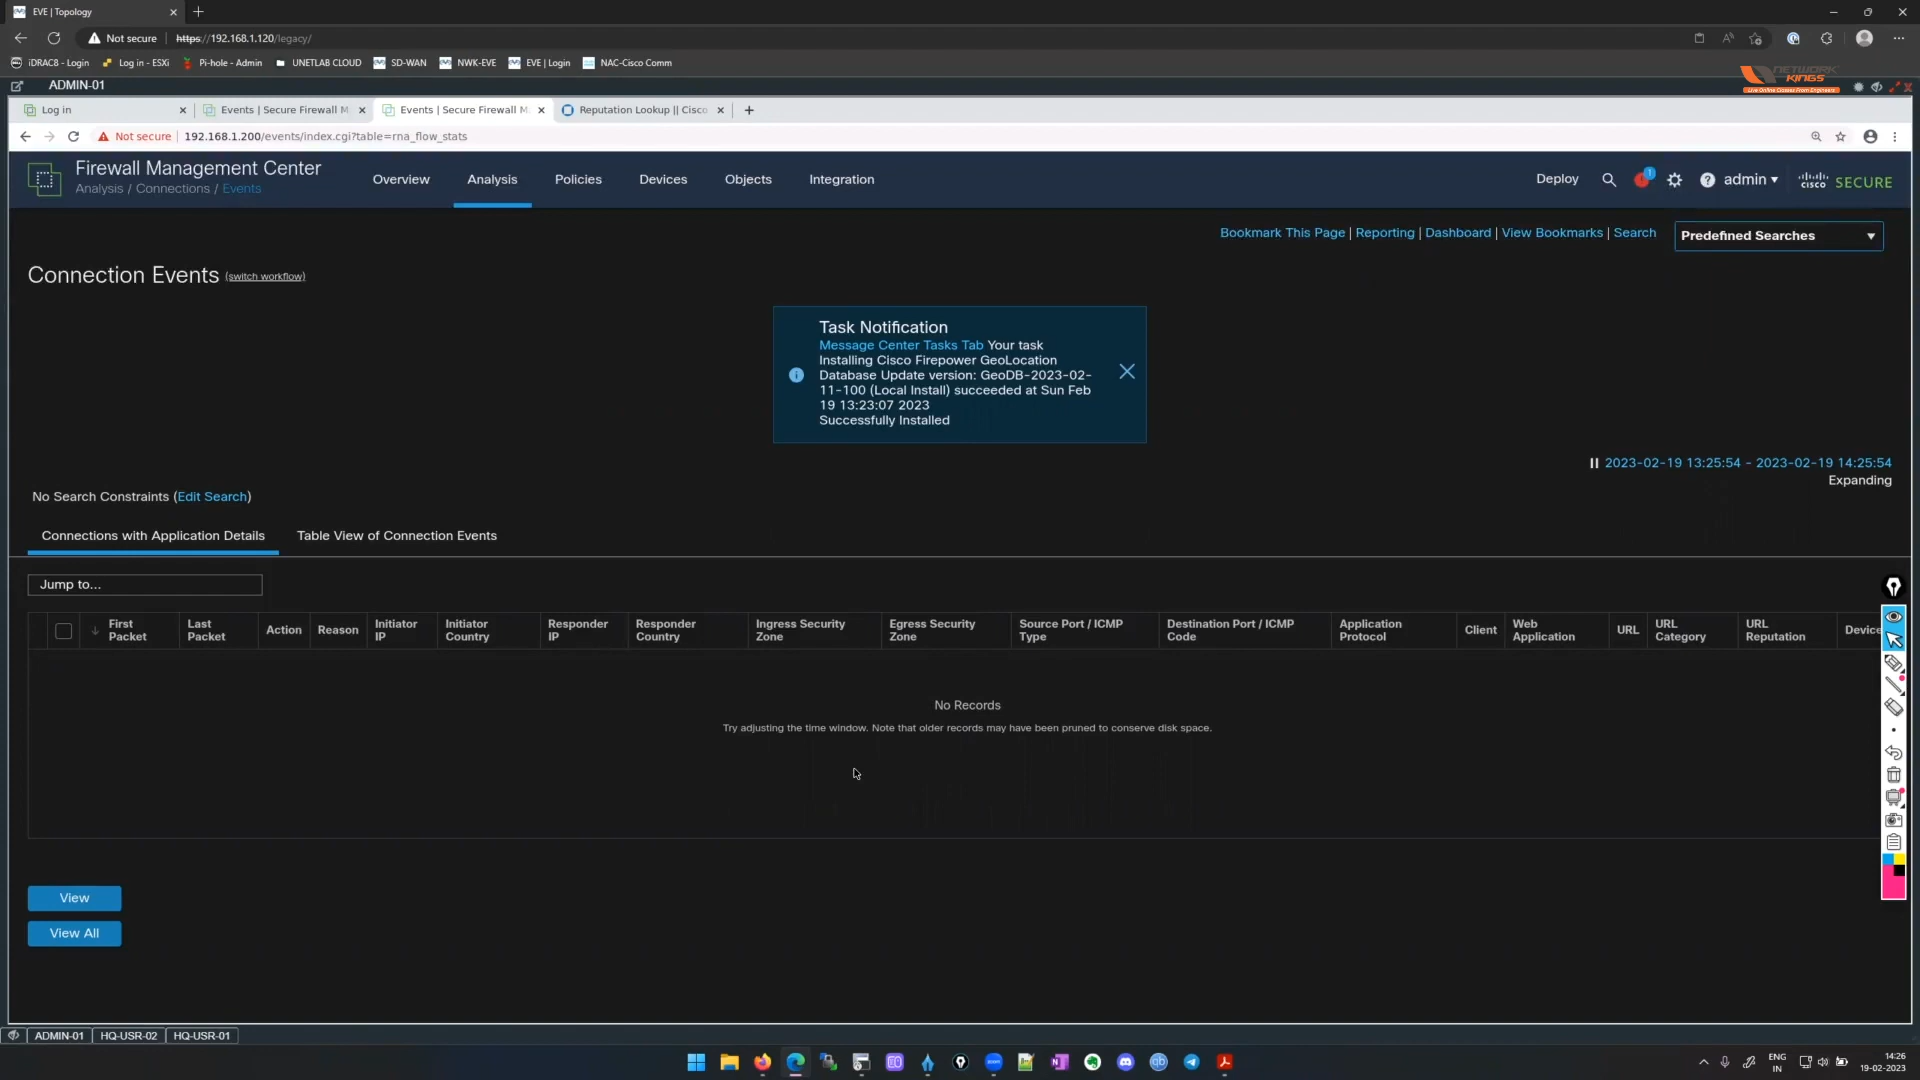 EVE | Topology
Not secure
https://192.168.1.120/legacy/
iDRAC8 - Login
Log in - ESXi
Pi-hole - Admin
UNETLAB CLOUD
SD-WAN
NWK-EVE
EVE | Login
NAC-Cisco Comm
ADMIN-01
NETWORK
KINGS
Live Online Classes From Engineers
Log in
Events | Secure Firewall M
Events | Secure Firewall M
Reputation Lookup || Cisco
Not secure
192.168.1.200/events/index.cgi?table=rna_flow_stats
Firewall Management Center
Analysis / Connections / Events
Overview
Analysis
Policies
Devices
Objects
Integration
Deploy
1
admin
cisco SECURE
Bookmark This Page | Reporting | Dashboard | View Bookmarks | Search
Predefined Searches
Connection Events (switch workflow)
Task Notification
Message Center Tasks Tab Your task
Installing Cisco Firepower GeoLocation
Database Update version: GeoDB-2023-02-
11-100 (Local Install) succeeded at Sun Feb
19 13:23:07 2023
Successfully Installed
2023-02-19 13:25:54 - 2023-02-19 14:25:54
Expanding
No Search Constraints (Edit Search)
Connections with Application Details
Table View of Connection Events
Jump to...
First Packet
Last Packet
Action
Reason
Initiator IP
Initiator Country
Responder IP
Responder Country
Ingress Security Zone
Egress Security Zone
Source Port / ICMP Type
Destination Port / ICMP Code
Application Protocol
Client
Web Application
URL
URL Category
URL Reputation
Device
No Records
Try adjusting the time window. Note that older records may have been pruned to conserve disk space.
View
View All
ADMIN-01
HQ-USR-02
HQ-USR-01
ENG
IN
14:26
19-02-2023